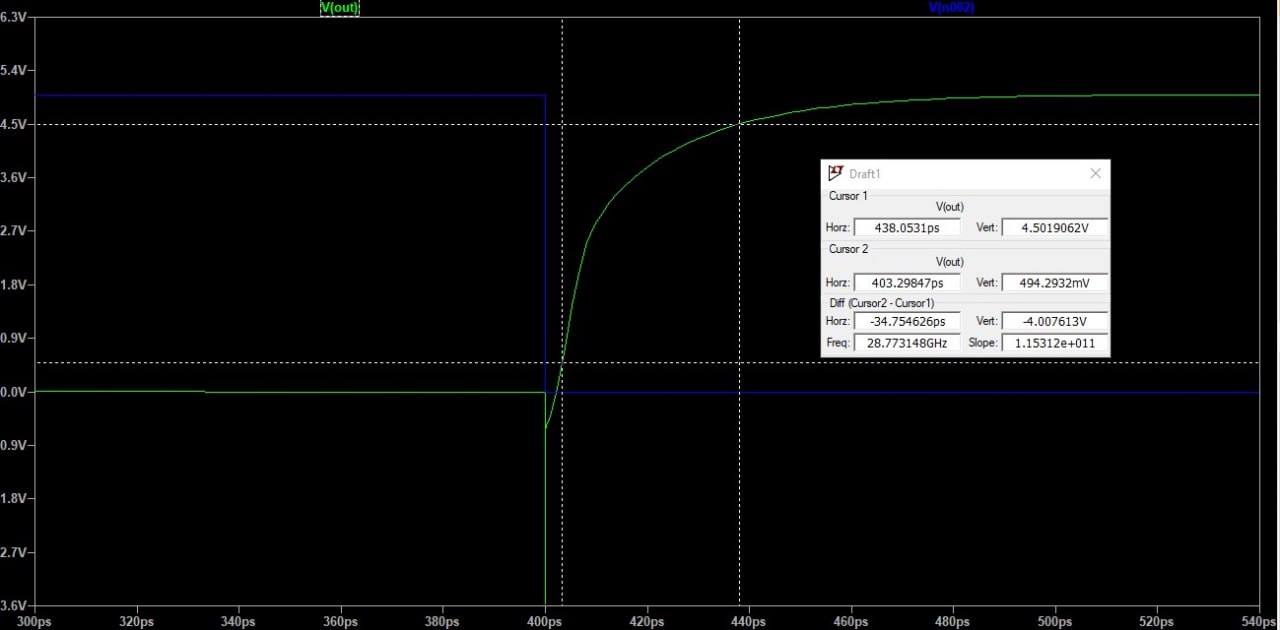 V(out) V(n002)
6.3V
5.4V
4.5V
3.6V
2.7V
1.8V
0.9V
0.0V
0.9V
1.8V
2.7V
3.6V
300ps 320ps 340ps 360ps 380ps 400ps 420ps 440ps 460ps 480ps 500ps 520ps 540ps
Draft1
Cursor 1
V(out)
Horz: 438.0531ps Vert: 4.5019062V
Cursor 2
V(out)
Horz: 403.29847ps Vert: 494.2932mV
Diff (Cursor2 - Cursor1)
Horz: -34.754626ps Vert: -4.007613V
Freq: 28.773148GHz Slope: 1.15312e+011